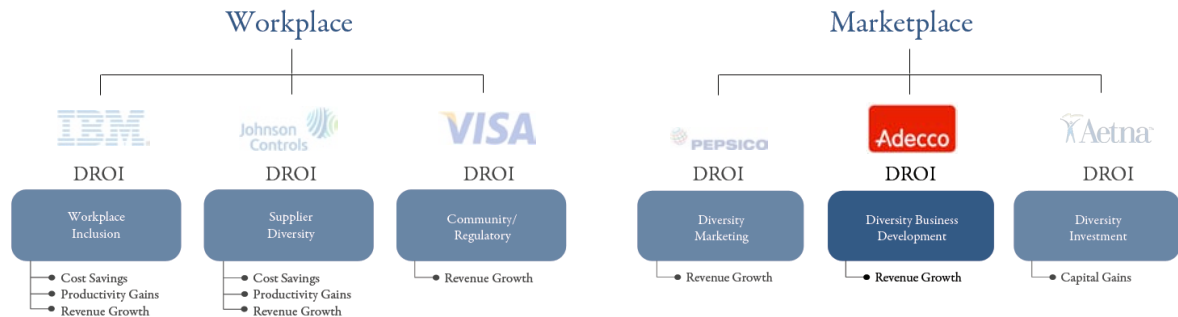 Workplace
Marketplace
IBM
Johnson
Controls
VISA
PEPSICO
Adecco
Aetna
DROI
DROI
DROI
DROI
DROI
DROI
Workplace
Inclusion
Supplier
Diversity
Community/
Regulatory
Diversity
Marketing
Diversity Business
Development
Diversity
Investment
Cost Savings
Productivity Gains
Revenue Growth
Cost Savings
Productivity Gains
Revenue Growth
Revenue Growth
Revenue Growth
Revenue Growth
Capital Gains